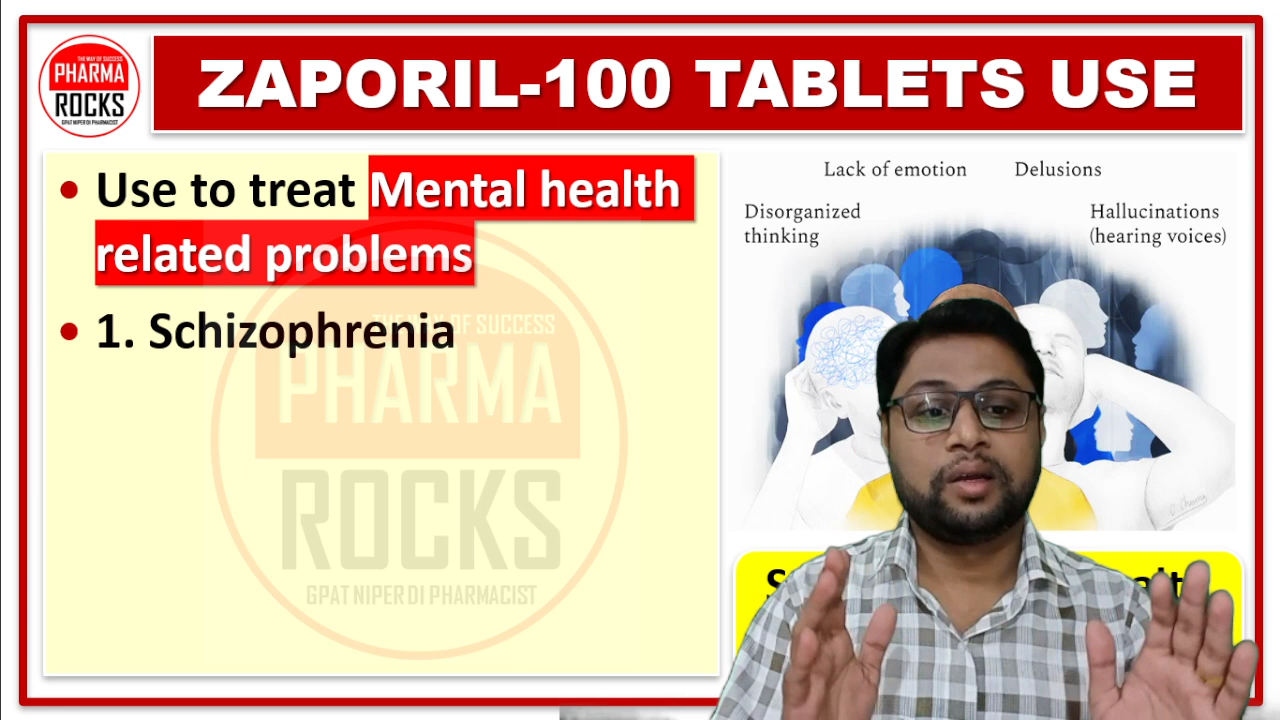 THE WAY OF SUCCESS
PHARMA
ROCKS
GPAT NIPER DI PHARMACIST
ZAPORIL-100 TABLETS USE
• Use to treat Mental health
related problems
• 1. Schizophrenia
THE WAY OF SUCCESS
PHARMA
ROCKS
GPAT NIPER DI PHARMACIST
Lack of emotion
Delusions
Disorganized
thinking
Hallucinations
(hearing voices)